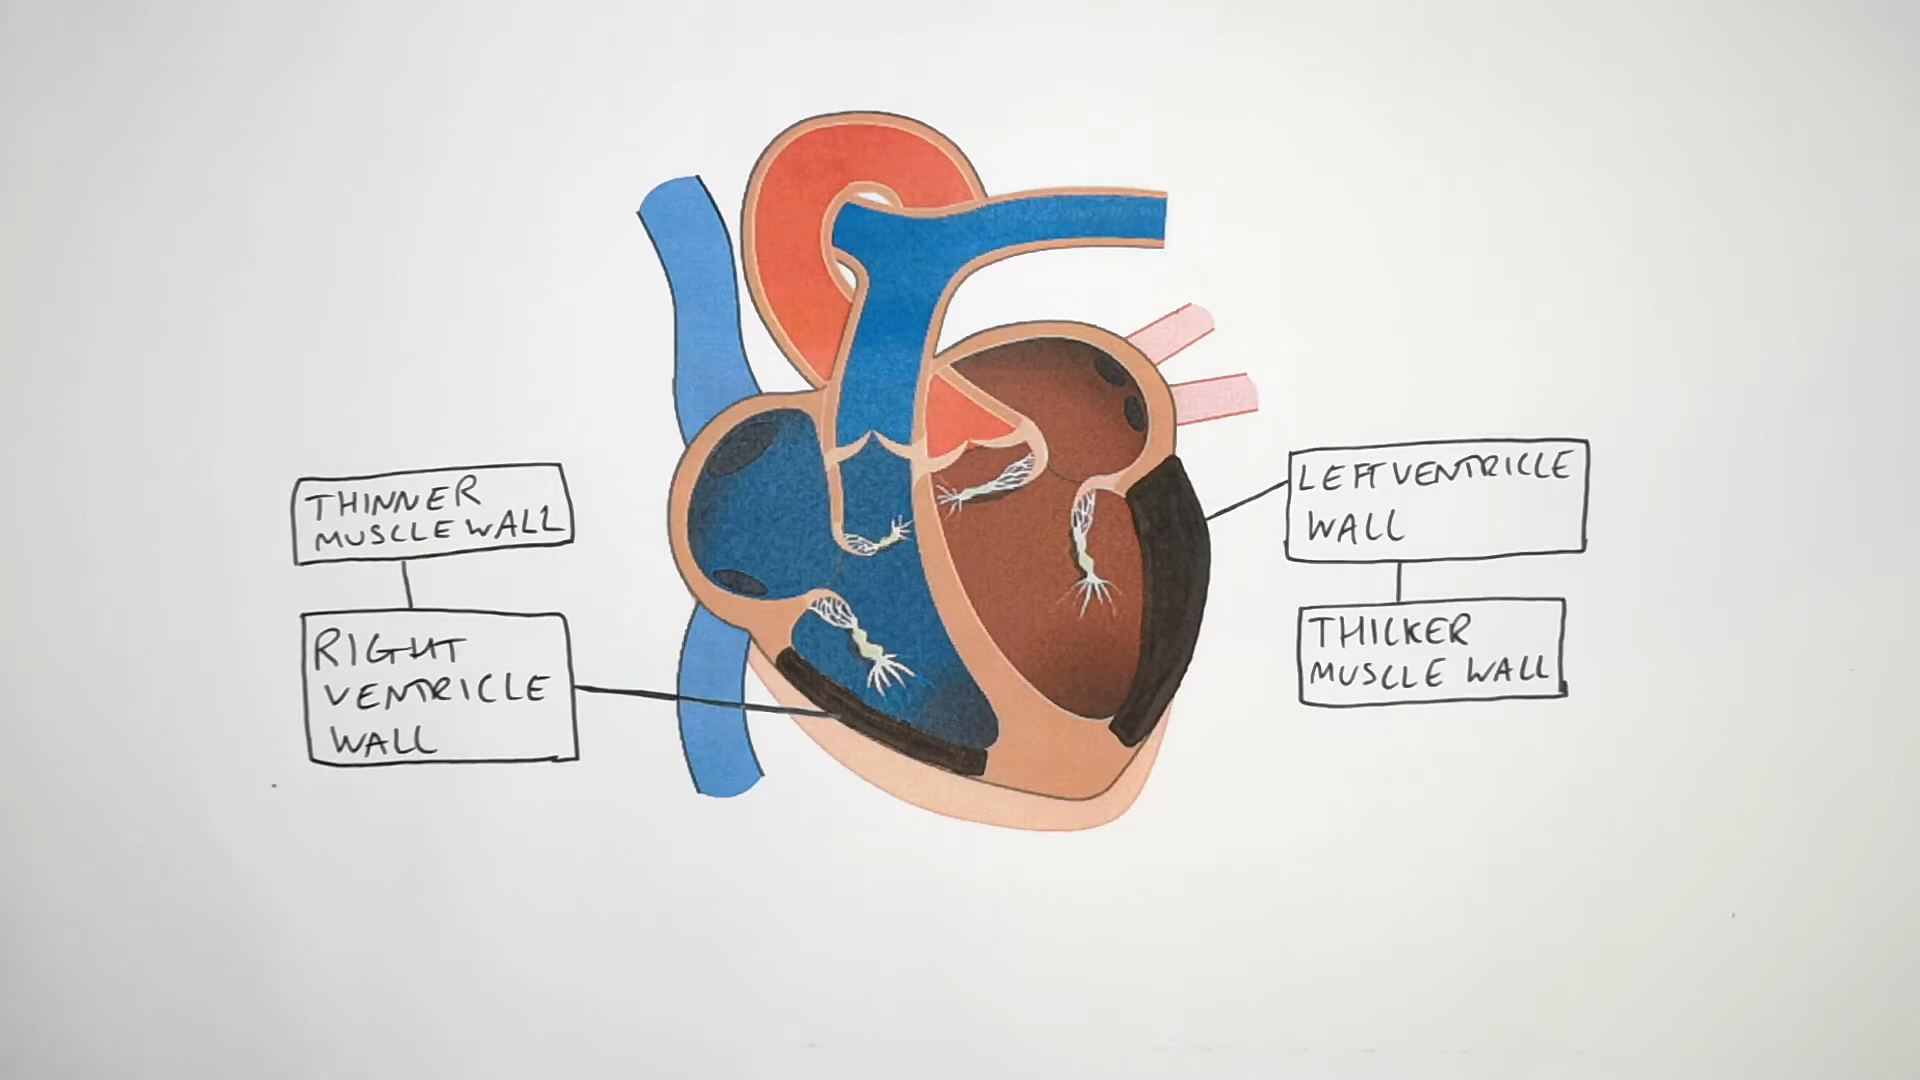 THINNER
MUSCLE WALL
RIGHT
VENTRICLE
WALL
LEFT VENTRICLE
WALL
THICKER
MUSCLE WALL